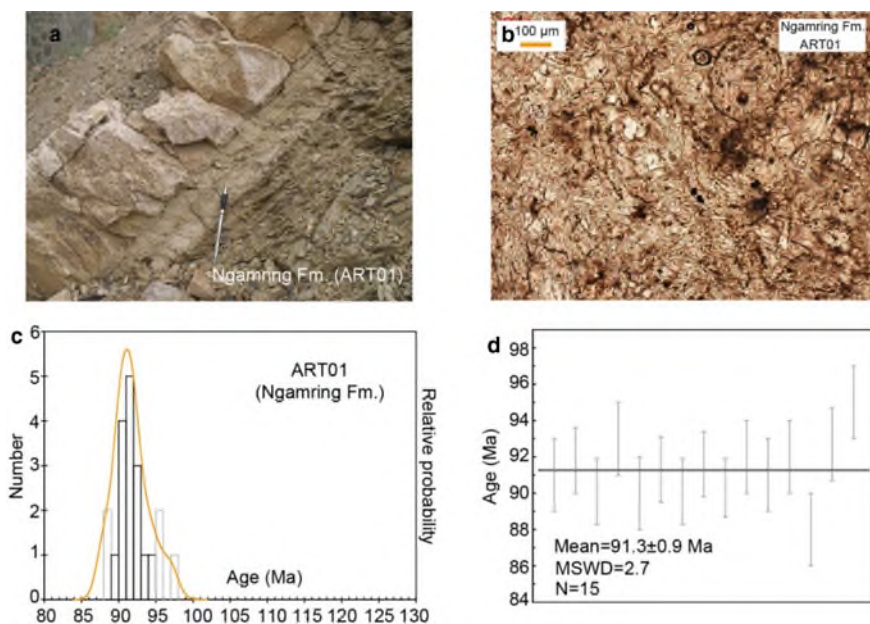 a
Ngamring Fm. (ART01)
b
100 µm
Ngamring Fm.
ART01
c
ART01
(Ngamring Fm.)
Number
Relative probability
Age (Ma)
6
5
4
3
2
1
0
80 85 90 95 100 105 110 115 120 125 130
d
Age (Ma)
98
96
94
92
90
88
86
84
Mean=91.3±0.9 Ma
MSWD=2.7
N=15